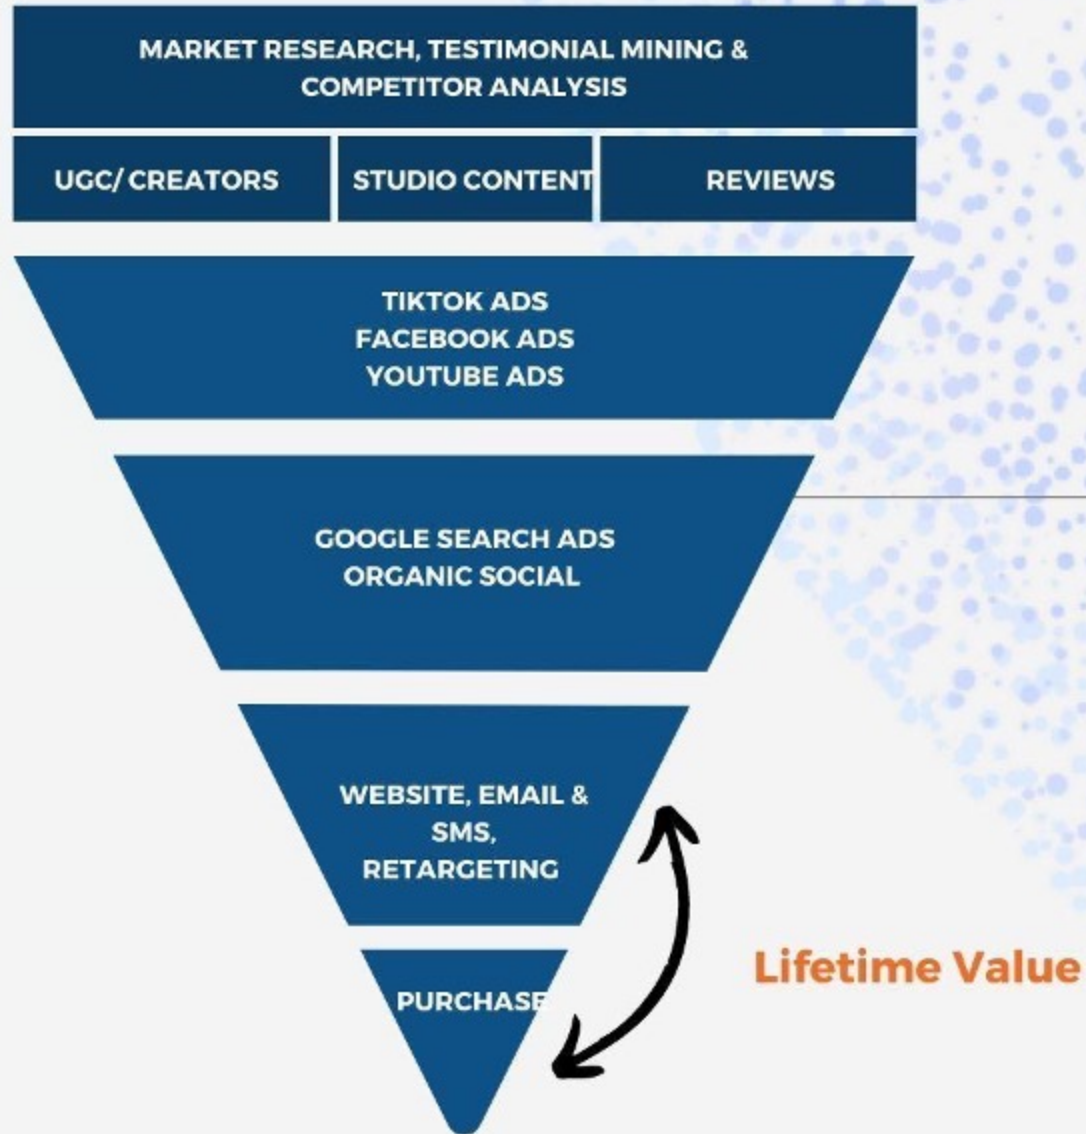 MARKET RESEARCH, TESTIMONIAL MINING &
COMPETITOR ANALYSIS
UGC/ CREATORS
STUDIO CONTENT
REVIEWS
TIKTOK ADS
FACEBOOK ADS
YOUTUBE ADS
GOOGLE SEARCH ADS
ORGANIC SOCIAL
WEBSITE, EMAIL &
SMS,
RETARGETING
PURCHASE
Lifetime Value